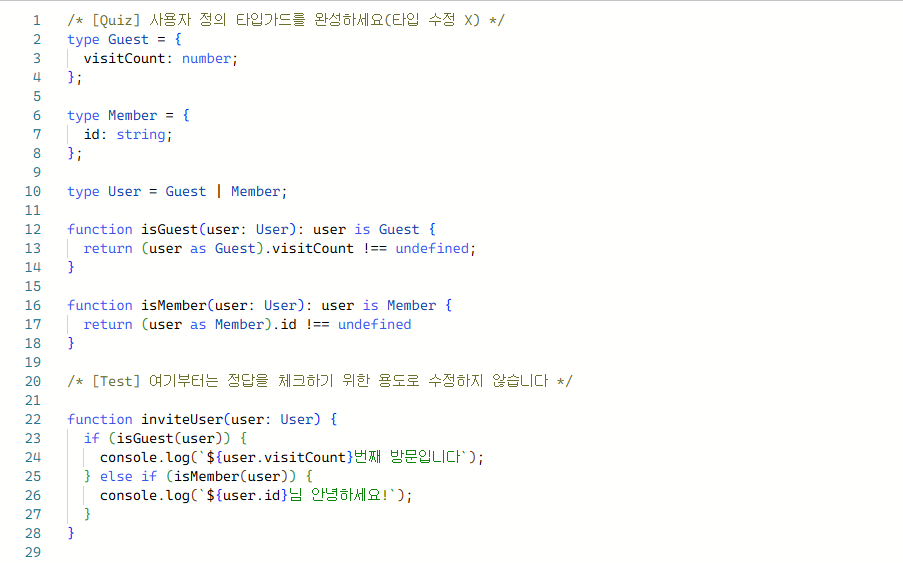 1 /* [Quiz] 사용자 정의 타입가드를 완성하세요(타입 수정 X) */
2 type Guest = {
3 visitCount: number;
4 };
5
6 type Member = {
7 id: string;
8 };
9
10 type User = Guest | Member;
11
12 function isGuest(user: User): user is Guest {
13 return (user as Guest).visitCount !== undefined;
14 }
15
16 function isMember(user: User): user is Member {
17 return (user as Member).id !== undefined
18 }
19
20 /* [Test] 여기부터는 정답을 체크하기 위한 용도로 수정하지 않습니다 */
21
22 function inviteUser(user: User) {
23 if (isGuest(user)) {
24 console.log(`${user.visitCount}번째 방문입니다`);
25 } else if (isMember(user)) {
26 console.log(`${user.id}님 안녕하세요!`);
27 }
28 }
29